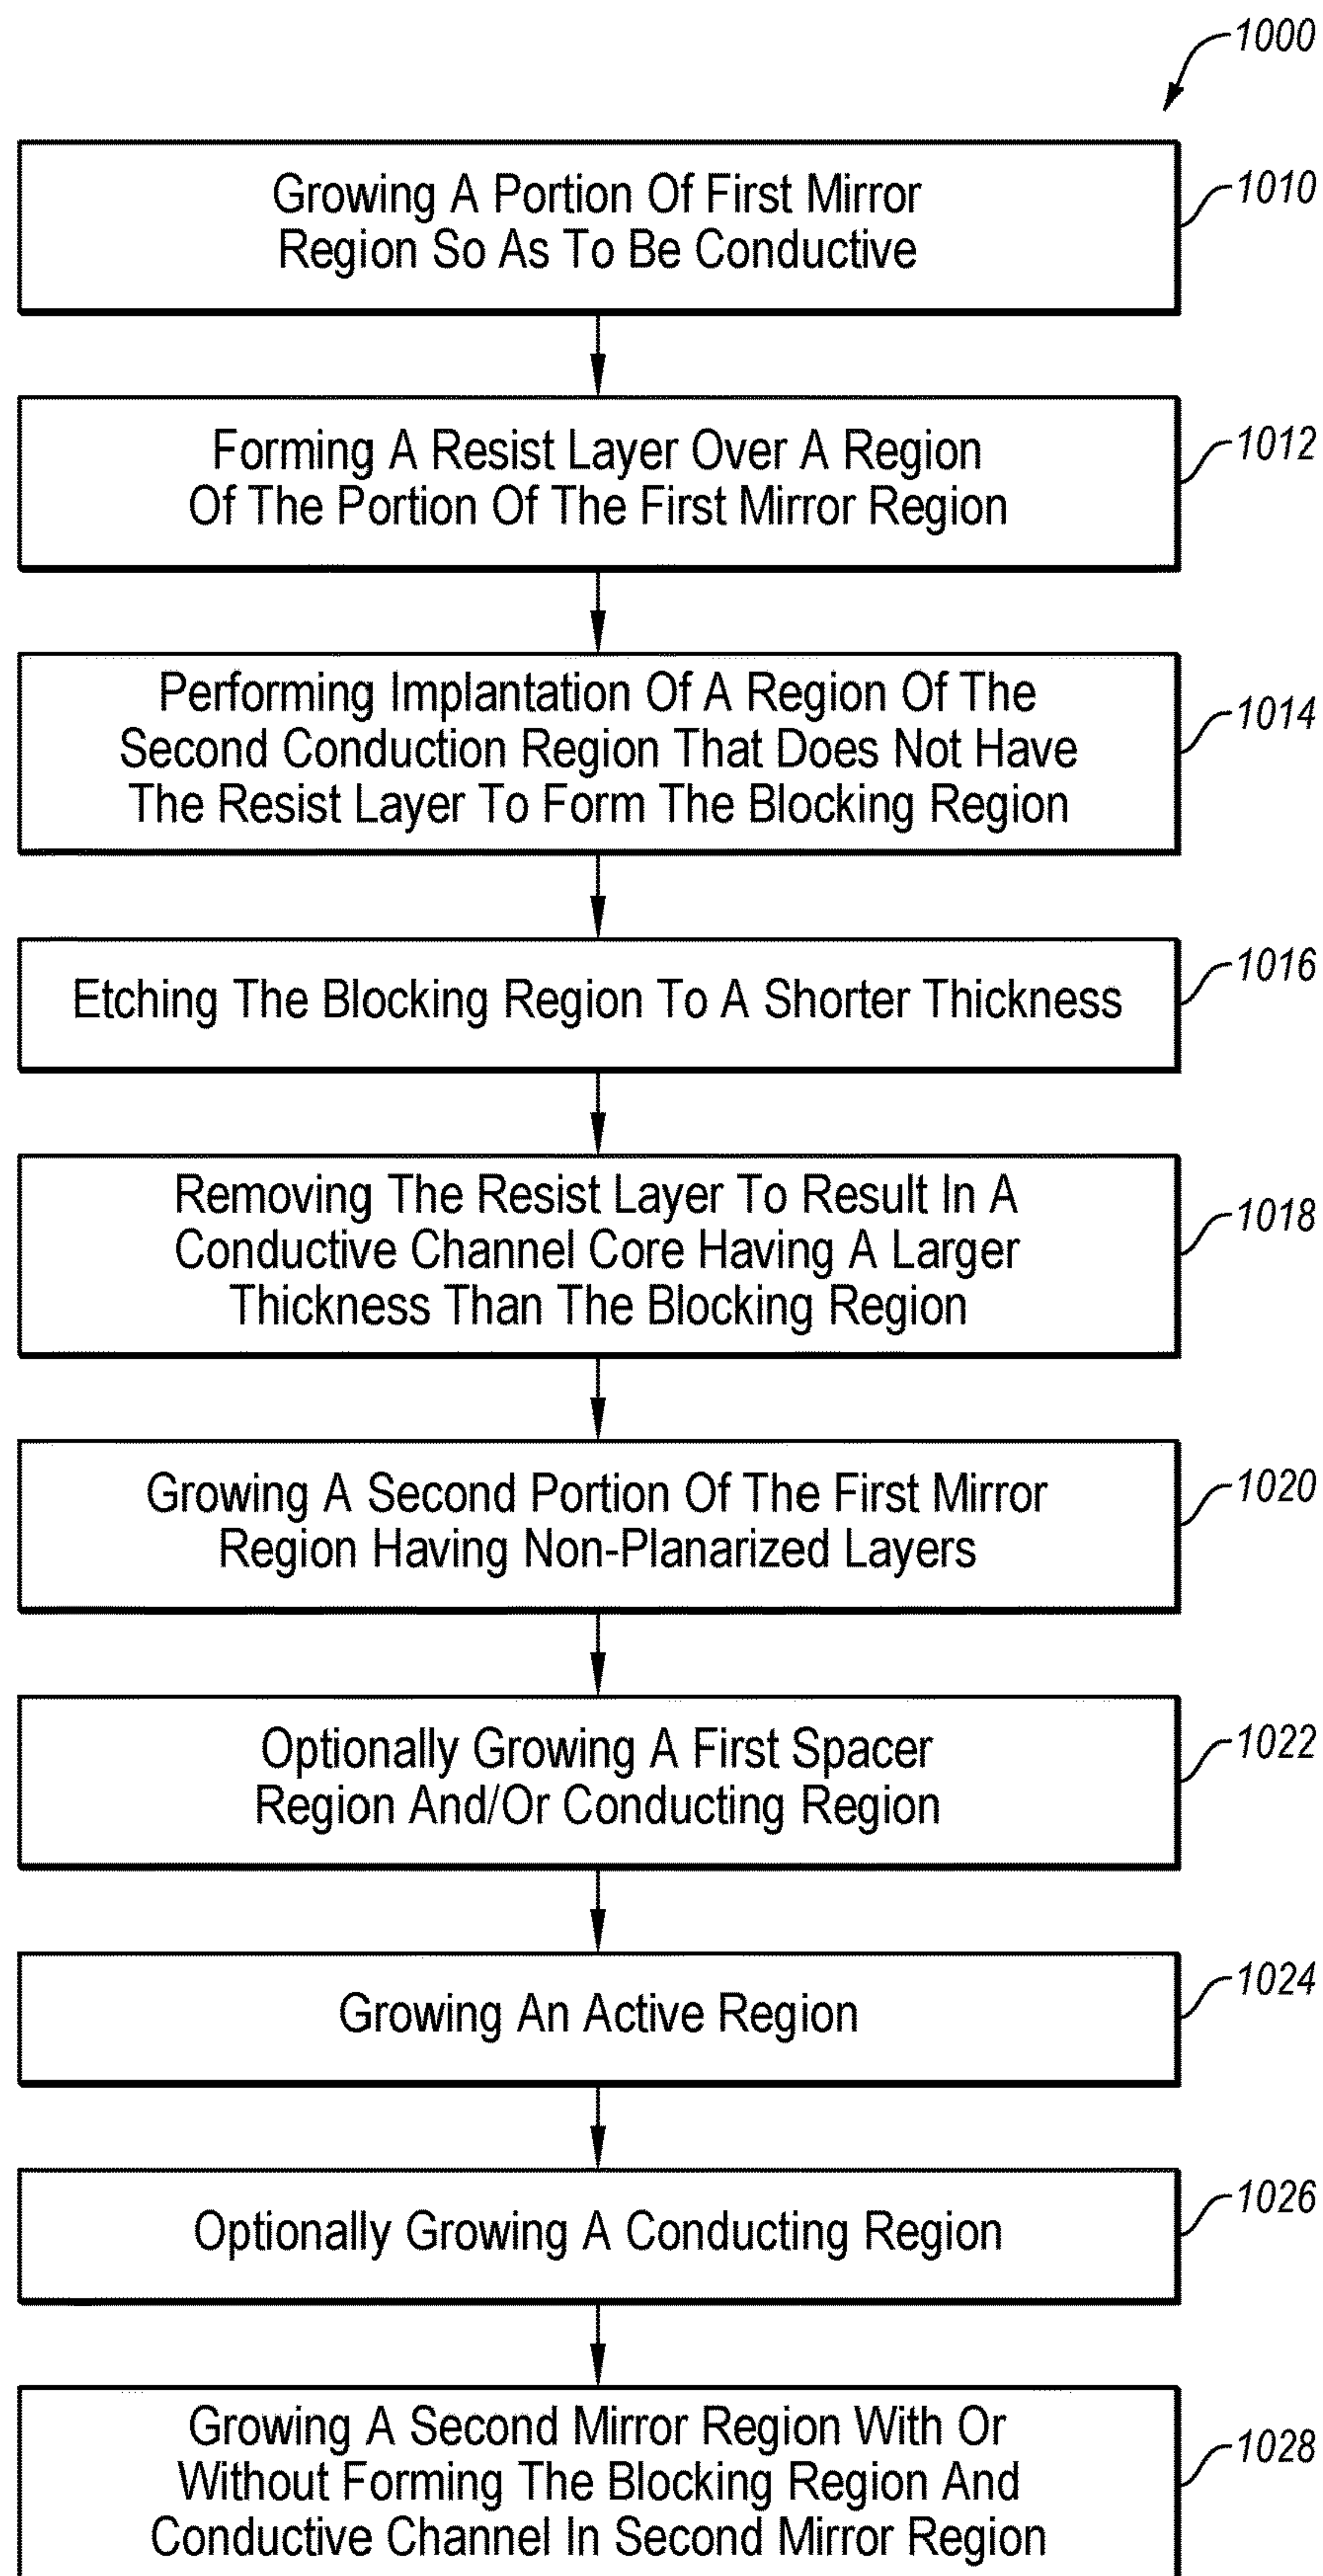 1000
Growing A Portion Of First Mirror
Region So As To Be Conductive
1010
Forming A Resist Layer Over A Region
Of The Portion Of The First Mirror Region
1012
Performing Implantation Of A Region Of The
Second Conduction Region That Does Not Have
The Resist Layer To Form The Blocking Region
1014
Etching The Blocking Region To A Shorter Thickness
1016
Removing The Resist Layer To Result In A
Conductive Channel Core Having A Larger
Thickness Than The Blocking Region
1018
Growing A Second Portion Of The First Mirror
Region Having Non-Planarized Layers
1020
Optionally Growing A First Spacer
Region And/Or Conducting Region
1022
Growing An Active Region
1024
Optionally Growing A Conducting Region
1026
Growing A Second Mirror Region With Or
Without Forming The Blocking Region And
Conductive Channel In Second Mirror Region
1028